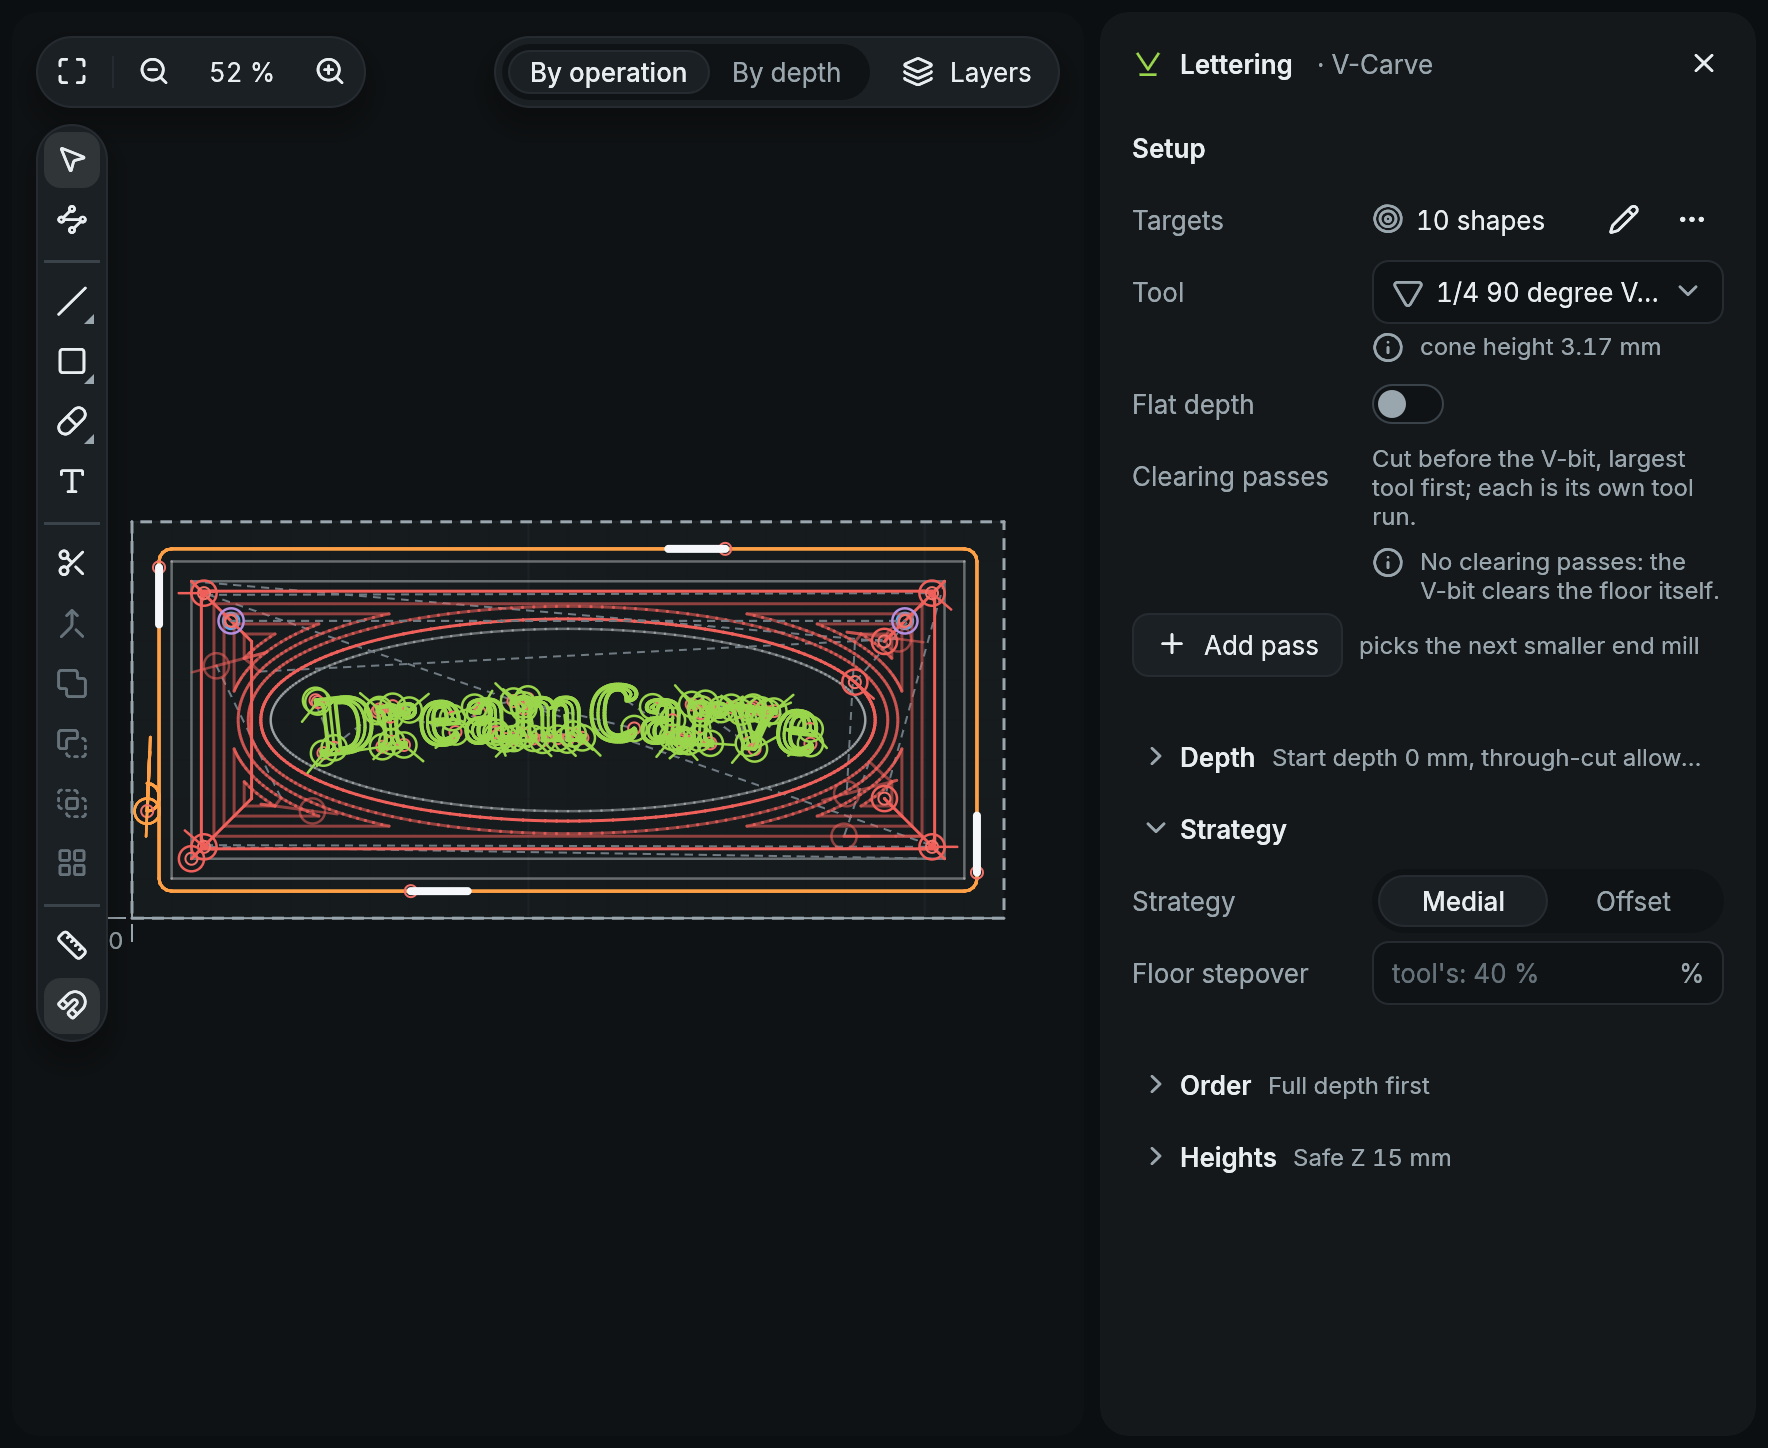 52 %
By operation
By depth
Layers
0
DreamCarve
Lettering · V-Carve
Setup
Targets
10 shapes
Tool
1/4 90 degree V...
cone height 3.17 mm
Flat depth
Clearing passes
Cut before the V-bit, largest
tool first; each is its own tool
run.
No clearing passes: the
V-bit clears the floor itself.
Add pass
picks the next smaller end mill
Depth Start depth 0 mm, through-cut allow...
Strategy
Strategy
Medial
Offset
Floor stepover
tool's: 40 %
%
Order Full depth first
Heights Safe Z 15 mm